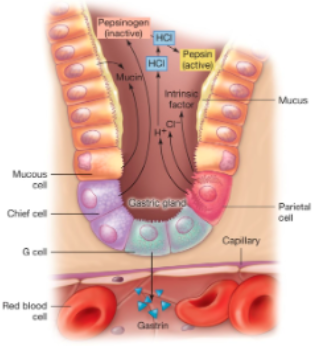 Pepsinogen
(inactive)
HCl
Pepsin
(active)
HCl
Mucin
Intrinsic
factor
Mucus
Cl−
H+
Mucous
cell
Gastric gland
Chief cell
Parietal
cell
G cell
Capillary
Red blood
cell
Gastrin